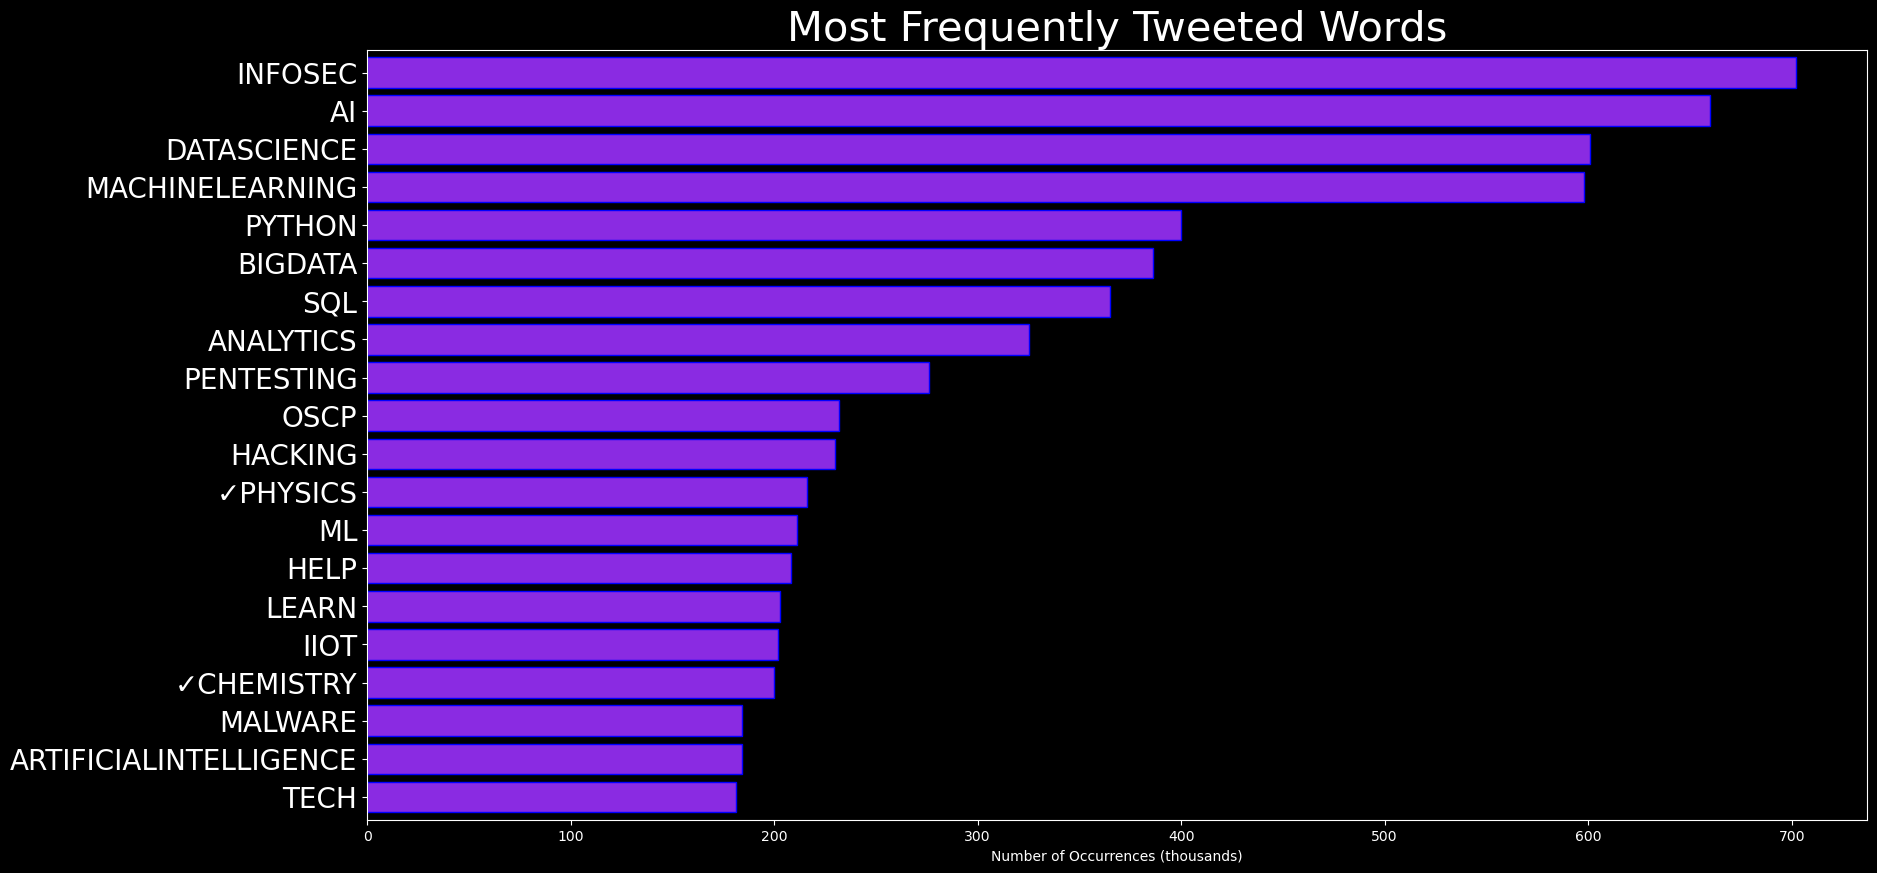 Most Frequently Tweeted Words
INFOSEC
AI
DATASCIENCE
MACHINELEARNING
PYTHON
BIGDATA
SQL
ANALYTICS
PENTESTING
OSCP
HACKING
✓PHYSICS
ML
HELP
LEARN
IIOT
✓CHEMISTRY
MALWARE
ARTIFICIALINTELLIGENCE
TECH
0 100 200 300 400 500 600 700
Number of Occurrences (thousands)